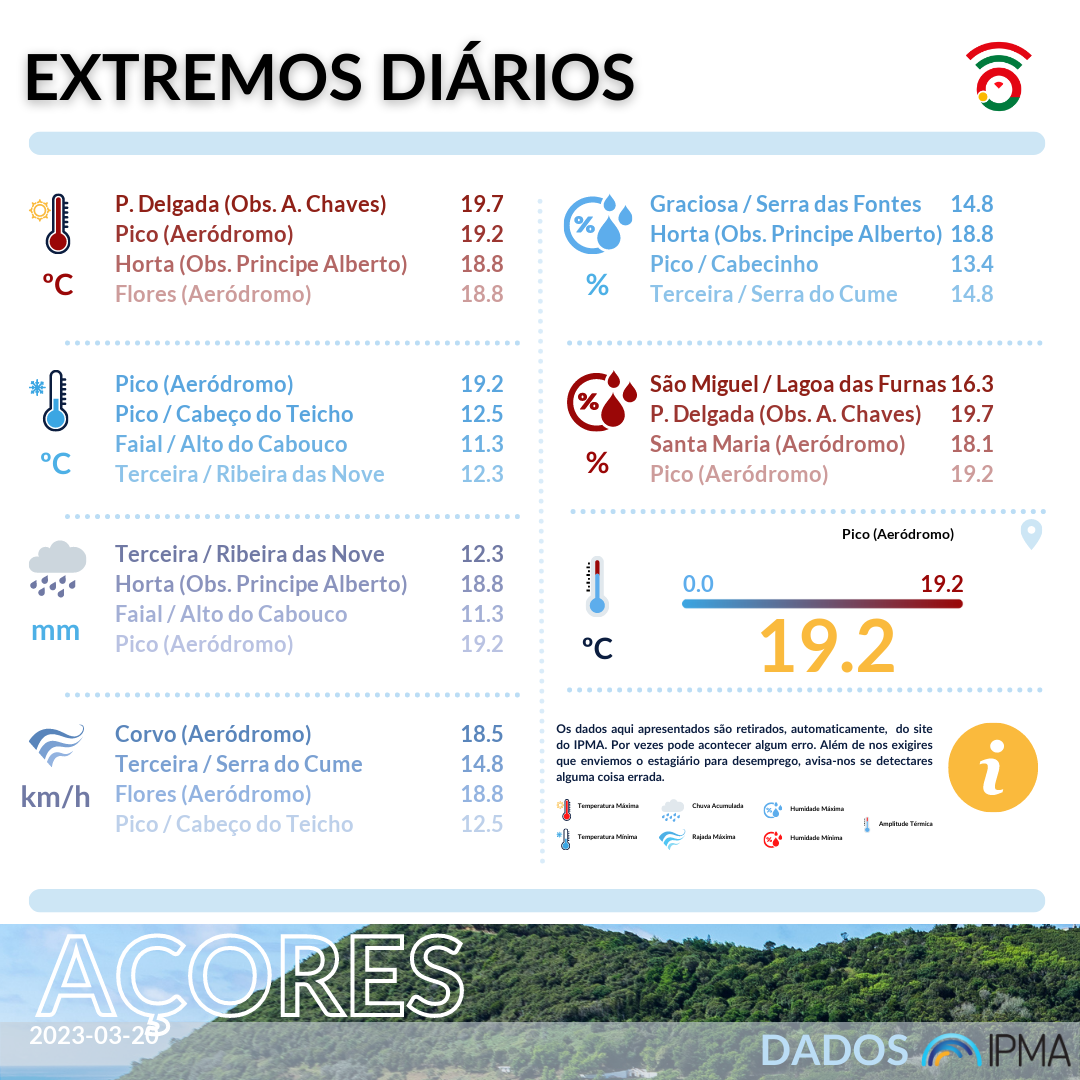 EXTREMOS DIÁRIOS
P. Delgada (Obs. A. Chaves) 19.7
Pico (Aeródromo) 19.2
Horta (Obs. Principe Alberto) 18.8
Flores (Aeródromo) 18.8
ºC
Pico (Aeródromo) 19.2
Pico / Cabeço do Teicho 12.5
Faial / Alto do Cabouco 11.3
Terceira / Ribeira das Nove 12.3
ºC
Terceira / Ribeira das Nove 12.3
Horta (Obs. Principe Alberto) 18.8
Faial / Alto do Cabouco 11.3
Pico (Aeródromo) 19.2
mm
Corvo (Aeródromo) 18.5
Terceira / Serra do Cume 14.8
Flores (Aeródromo) 18.8
Pico / Cabeço do Teicho 12.5
km/h
%
Graciosa / Serra das Fontes 14.8
Horta (Obs. Principe Alberto) 18.8
Pico / Cabecinho 13.4
Terceira / Serra do Cume 14.8
%
%
São Miguel / Lagoa das Furnas 16.3
P. Delgada (Obs. A. Chaves) 19.7
Santa Maria (Aeródromo) 18.1
Pico (Aeródromo) 19.2
%
Pico (Aeródromo)
0.0 19.2
19.2
ºC
Os dados aqui apresentados são retirados, automaticamente, do site
do IPMA. Por vezes pode acontecer algum erro. Além de nos exigires
que enviemos o estagiário para desemprego, avisa-nos se detectares
alguma coisa errada.
i
Temperatura Máxima
Chuva Acumulada
% Humidade Máxima
Amplitude Térmica
Temperatura Mínima
Rajada Máxima
% Humidade Mínima
AÇORES
2023-03-20
DADOS IPMA